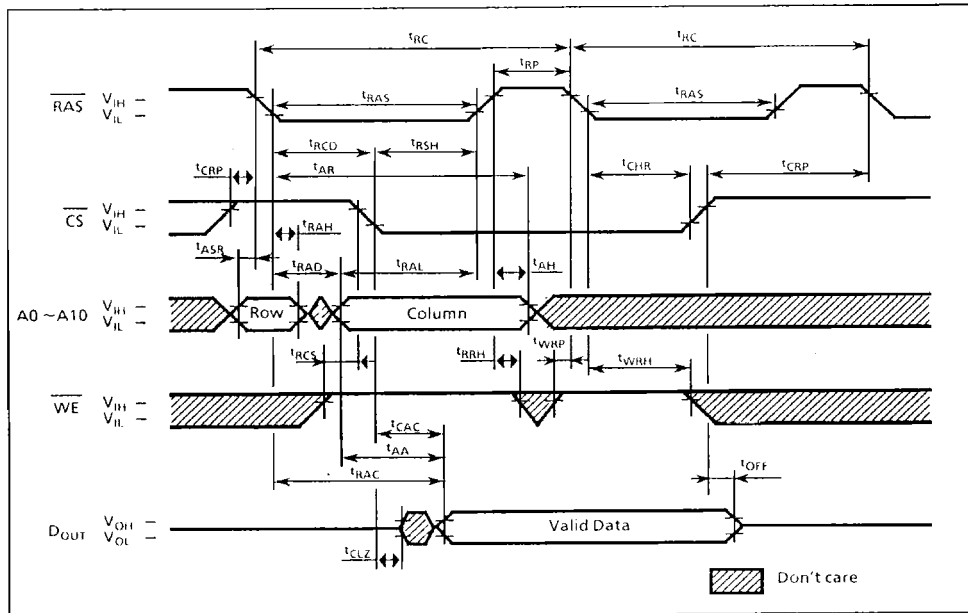 tRC tRC
tRP
RAS VIH –
VIL –
tRAS tRAS
tRCD tRSH
tCRP tAR tCHR tCRP
CS VIH –
VIL –
tRAH
tASR tRAD tRAL tAH
A0 ~A10 VIH –
VIL –
Row Column
tRCS tRRH tWRP tWRH
WE VIH –
VIL –
tCAC
tAA
tRAC tOFF
DOUT VOH –
VOL –
Valid Data
tCLZ
Don't care